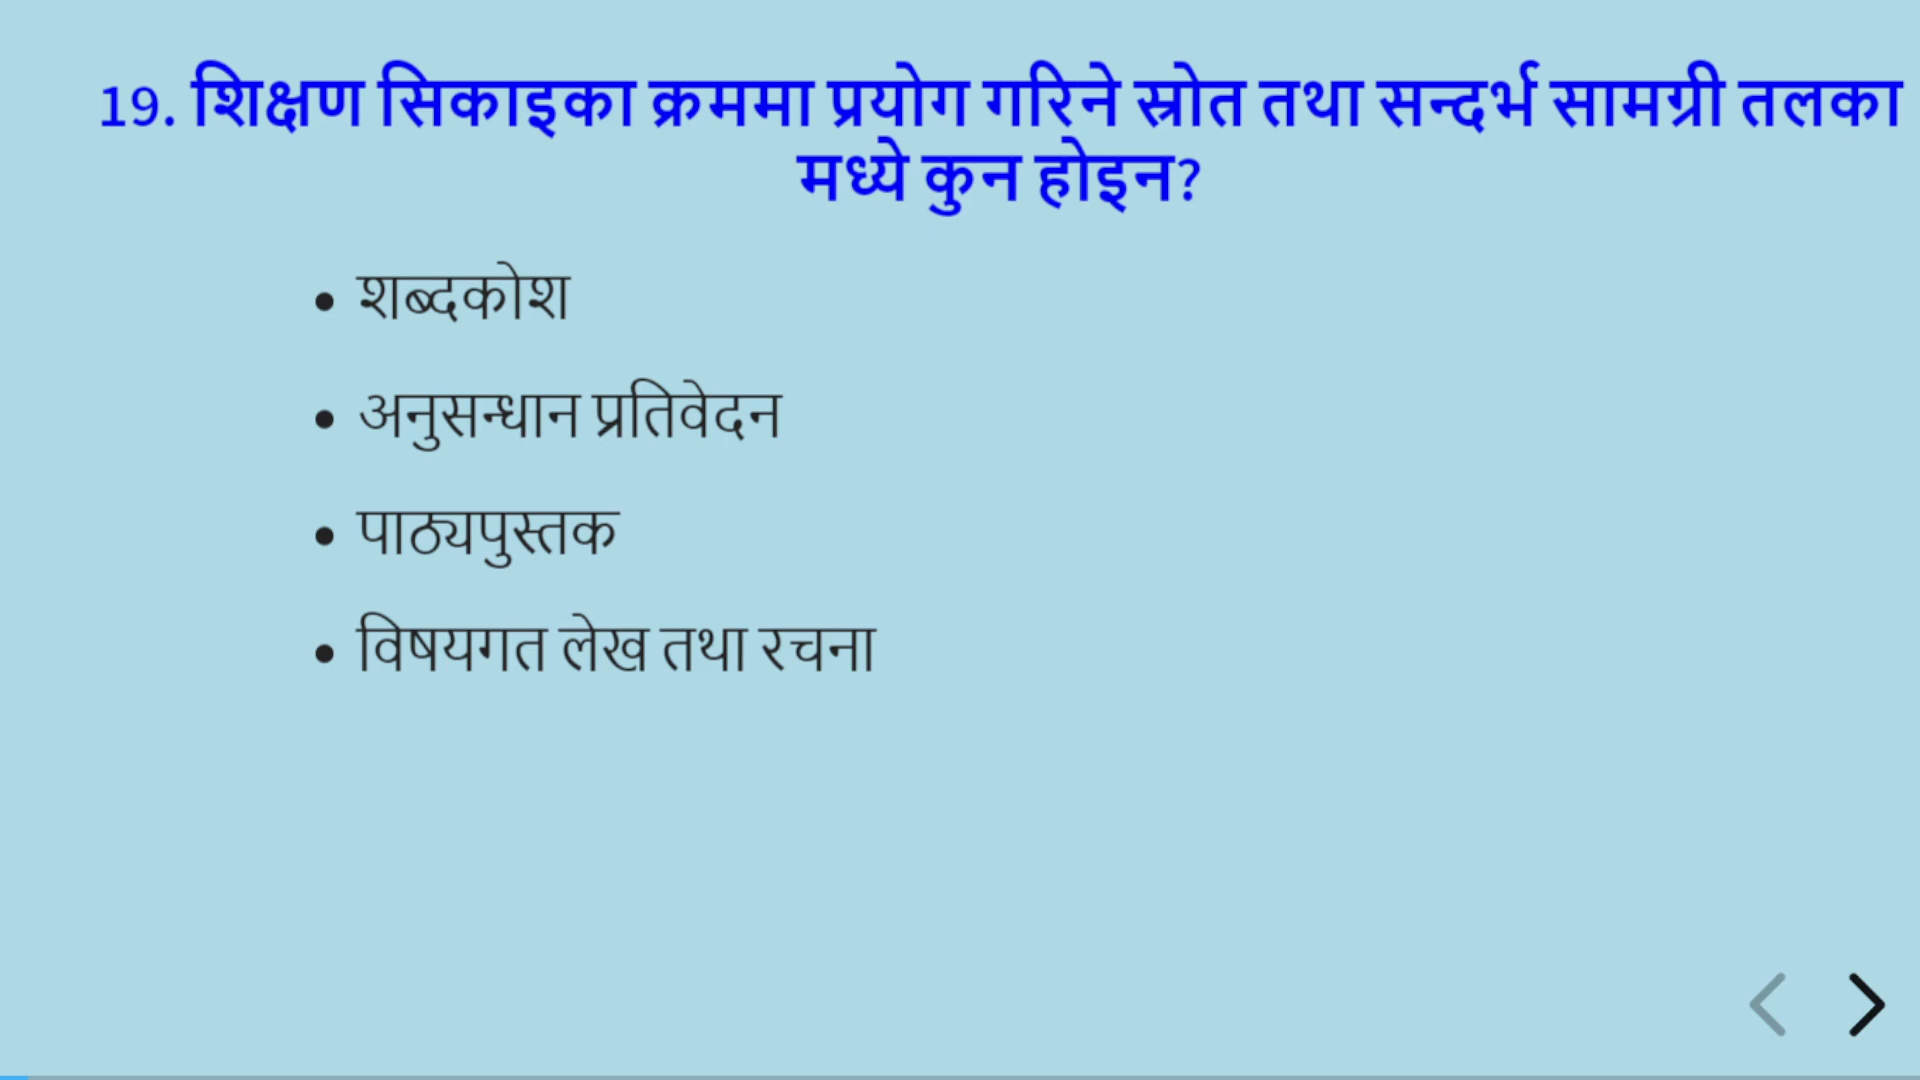 19. शिक्षण सिकाइका क्रममा प्रयोग गरिने स्रोत तथा सन्दर्भ सामग्री तलका
मध्ये कुन होइन?
• शब्दकोश
• अनुसन्धान प्रतिवेदन
• पाठ्यपुस्तक
• विषयगत लेख तथा रचना